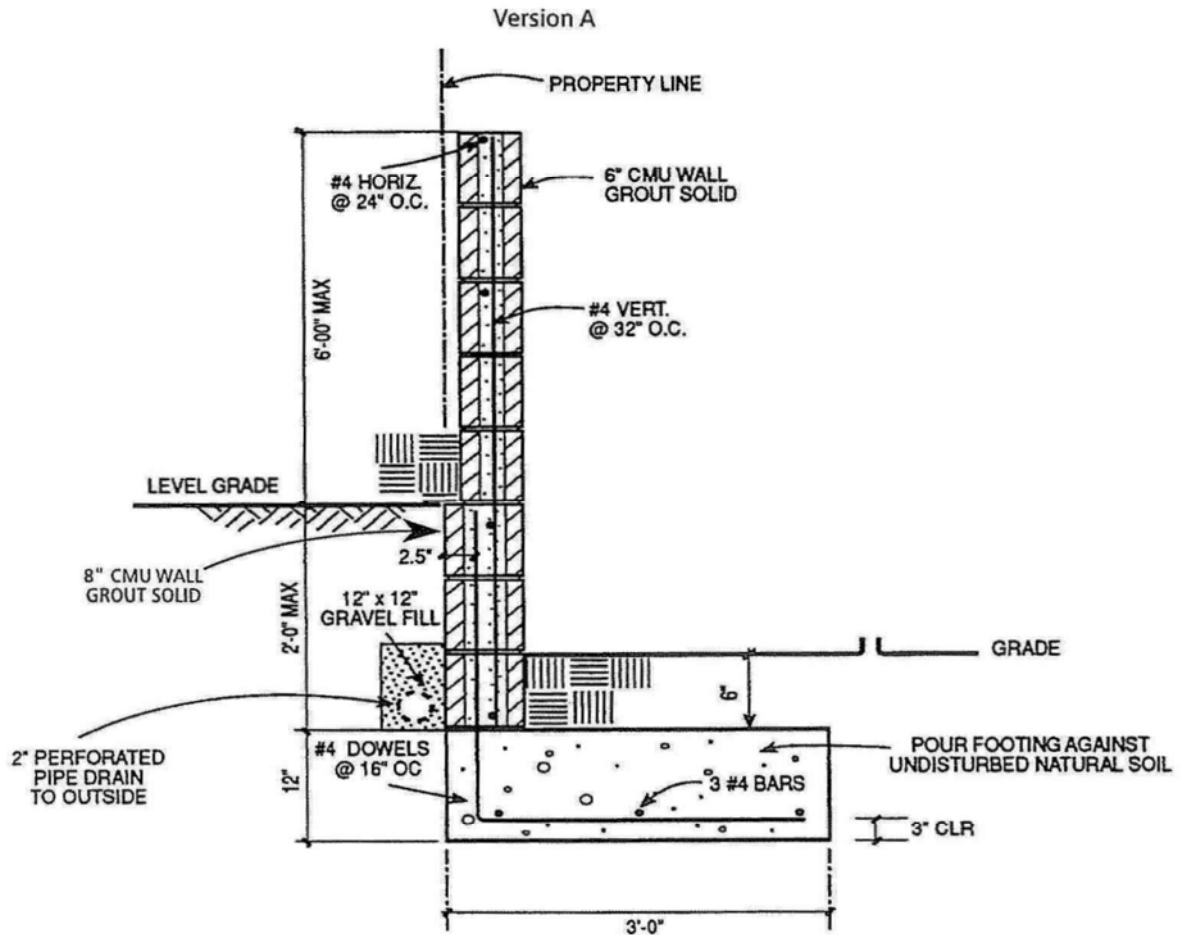 Version A
PROPERTY LINE
#4 HORIZ.
@ 24" O.C.
6" CMU WALL
GROUT SOLID
6'-00" MAX
#4 VERT.
@ 32" O.C.
LEVEL GRADE
2.5"
8" CMU WALL
GROUT SOLID
12" x 12"
GRAVEL FILL
2'-0" MAX
GRADE
6"
2" PERFORATED
PIPE DRAIN
TO OUTSIDE
#4 DOWELS
@ 16" OC
12"
POUR FOOTING AGAINST
UNDISTURBED NATURAL SOIL
3 #4 BARS
3" CLR
3'-0"